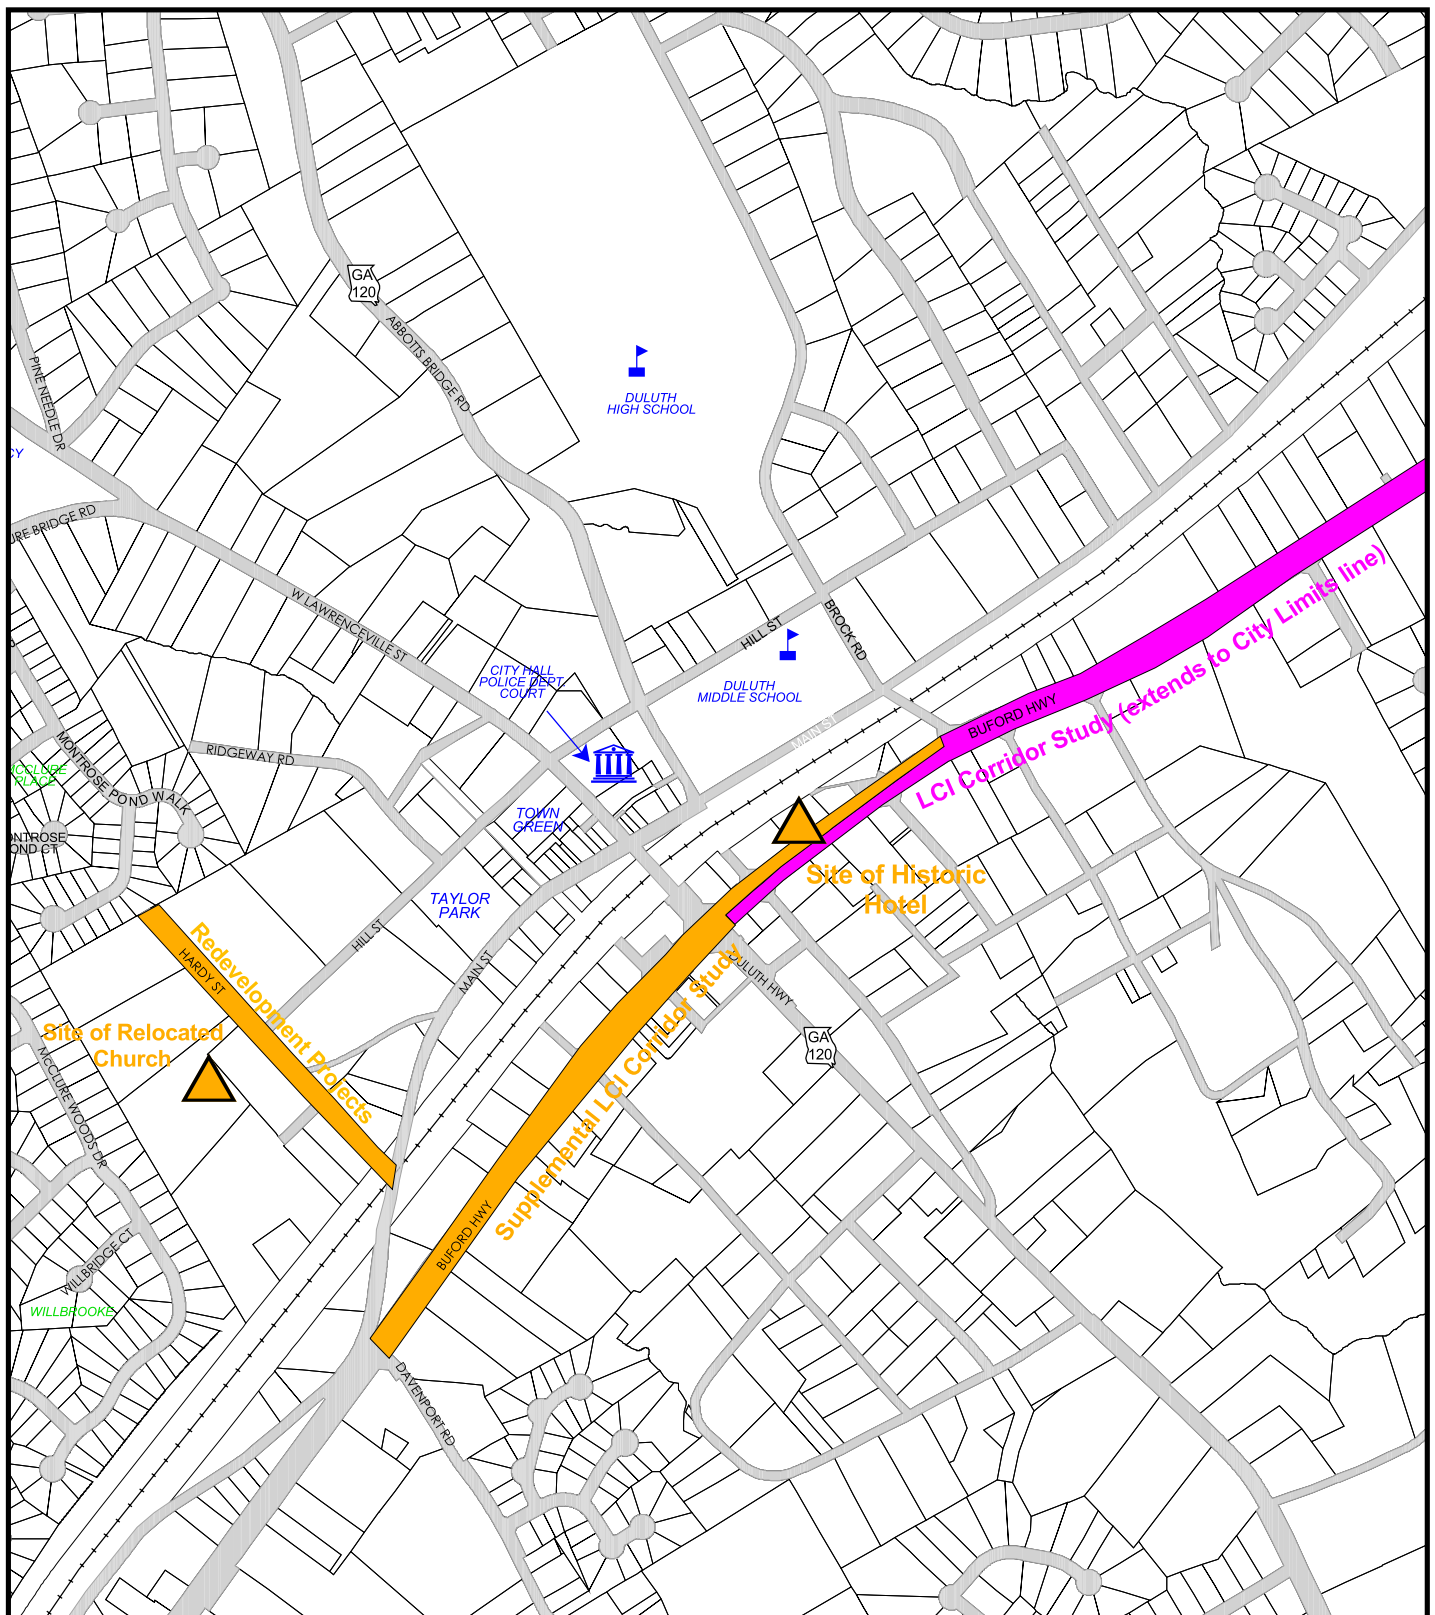 GA
120
ABBOTTS BRIDGE RD
PINE NEEDLE DR
DULUTH
HIGH SCHOOL
CY
URE BRIDGE RD
W LAWRENCEVILLE ST
HILL ST
BROCK RD
DULUTH
MIDDLE SCHOOL
CITY HALL
POLICE DEPT
COURT
MAIN ST
BUFORD HWY
LCI Corridor Study (extends to City Limits line)
RIDGEWAY RD
MONTROSE POND WALK
MCCLURE
PLACE
ONTROSE
OND CT
TOWN
GREEN
TAYLOR
PARK
Site of Historic
Hotel
HILL ST
MAIN ST
DULUTH HWY
GA
120
HARDY ST
Redevelopment Projects
Site of Relocated
Church
MCCLURE WOODS DR
Supplemental LCI Corridor Study
BUFORD HWY
WILLBRIDGE CT
WILLBROOKE
DAVENPORT RD